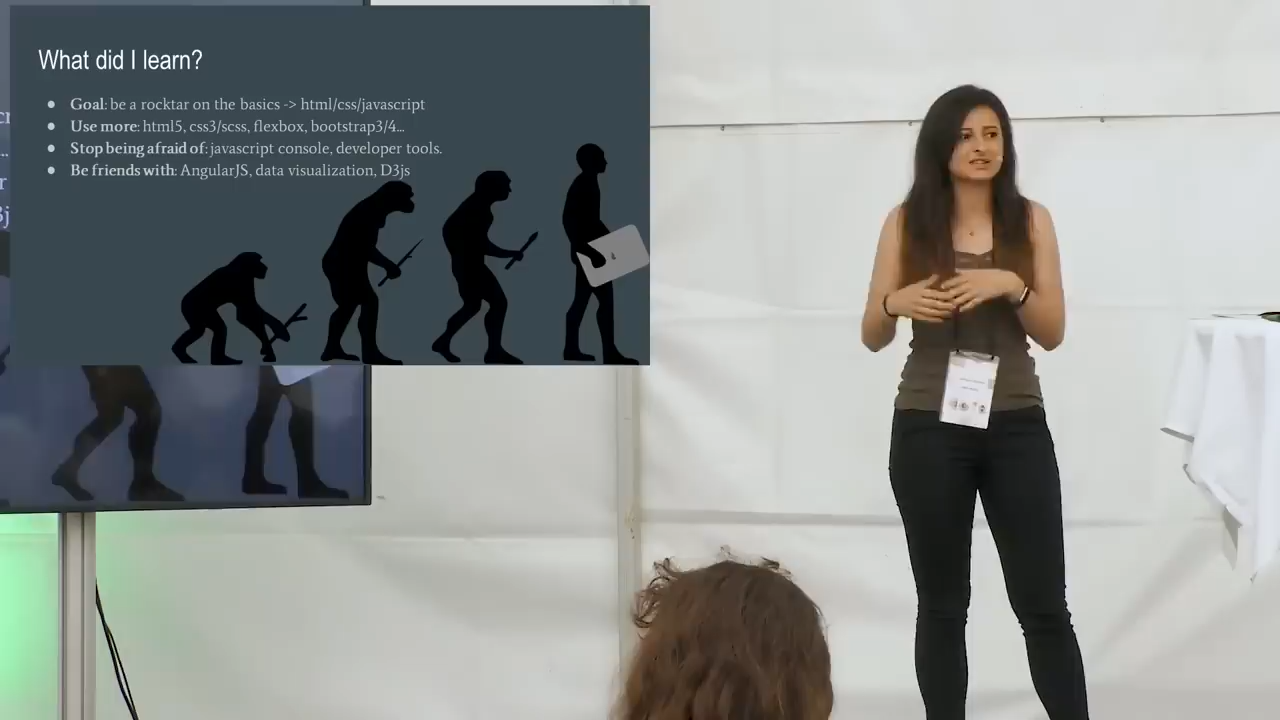 What did I learn?
● Goal: be a rocktar on the basics -> html/css/javascript
● Use more: html5, css3/scss, flexbox, bootstrap3/4...
● Stop being afraid of: javascript console, developer tools.
● Be friends with: AngularJS, data visualization, D3js